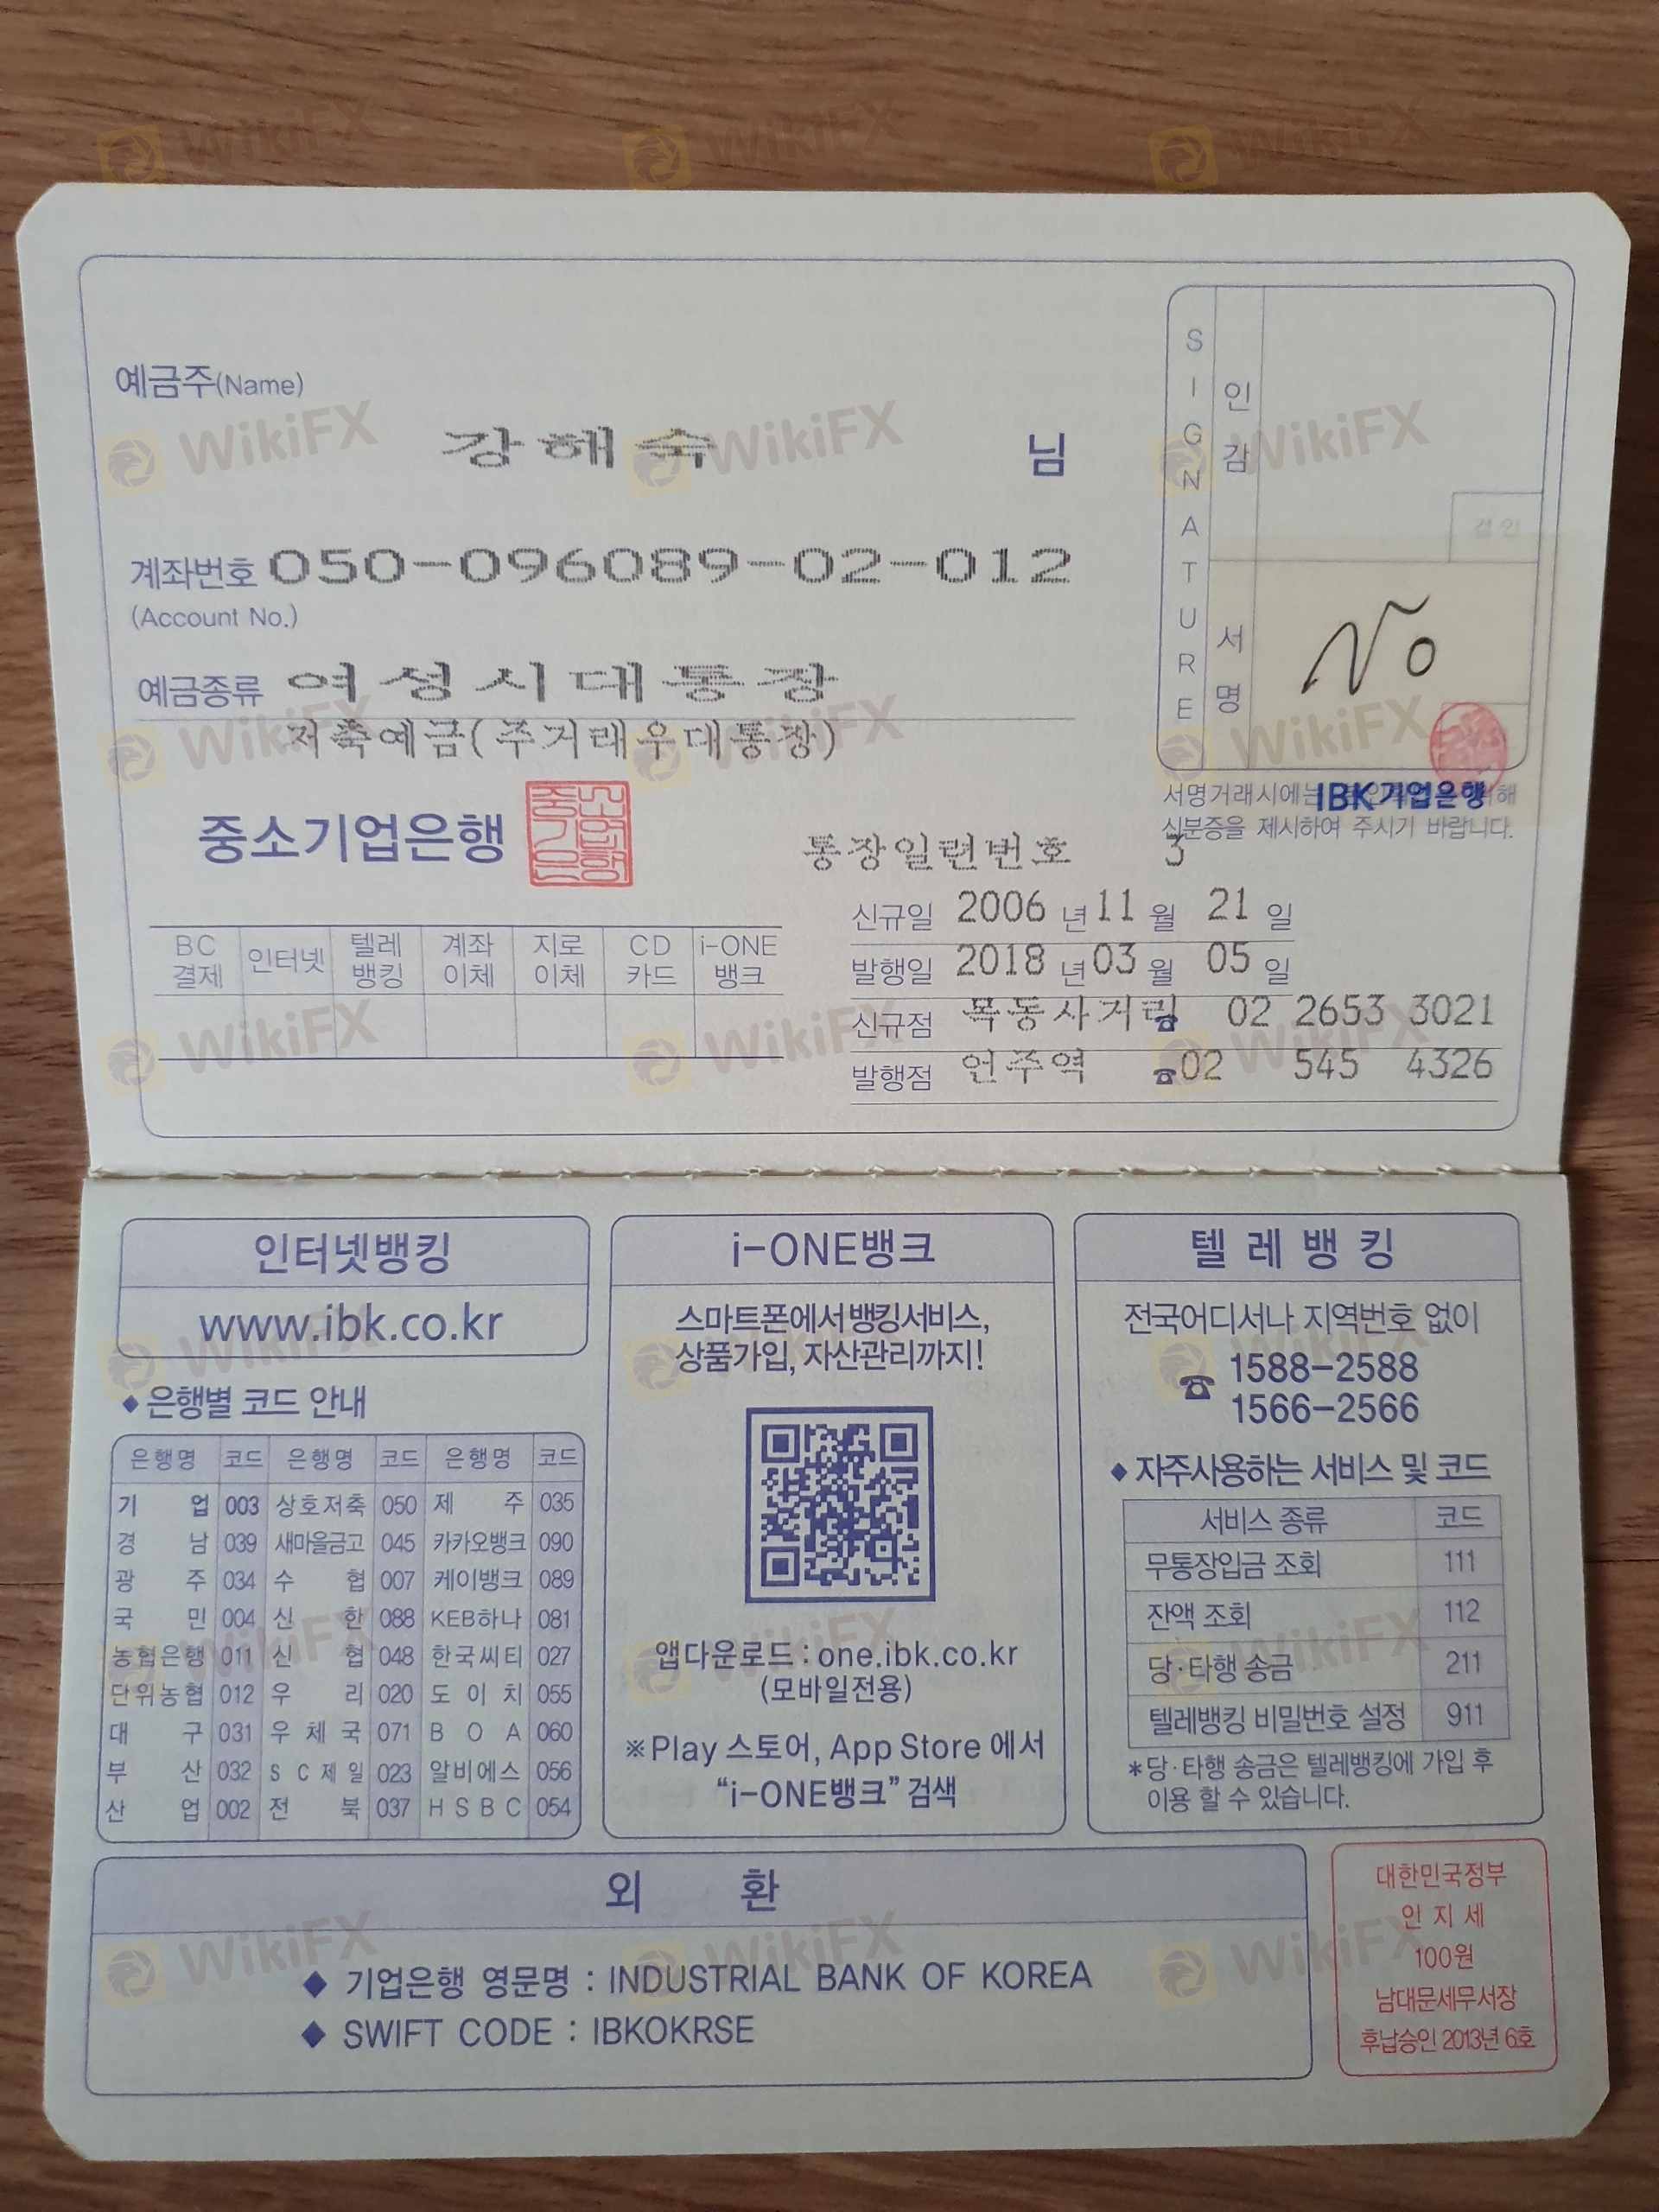 예금주(Name)
강해숙 님
계좌번호 050-096089-02-012
(Account No.)
예금종류 여성시대통장
저축예금(주거래우대통장)
SIGNATURE
인감
검인
서명
No
중소기업은행
중소기업은행
IBK기업은행
서명거래시에는
신분증을 제시하여 주시기 바랍니다.
통장일련번호 3
신규일 2006 년 11 월 21 일
발행일 2018 년 03 월 05 일
신규점 목동사거리 ☎ 02 2653 3021
발행점 언주역 ☎ 02 545 4326
BC결제 인터넷 텔레뱅킹 계좌이체 지로이체 CD카드 i-ONE뱅크
인터넷뱅킹
www.ibk.co.kr
◆ 은행별 코드 안내
은행명 코드 은행명 코드 은행명 코드
기업 003 상호저축 050 제주 035
경남 039 새마을금고 045 카카오뱅크 090
광주 034 수협 007 케이뱅크 089
국민 004 신한 088 KEB하나 081
농협은행 011 신협 048 한국씨티 027
단위농협 012 우리 020 도이치 055
대구 031 우체국 071 BOA 060
부산 032 SC제일 023 알비에스 056
산업 002 전북 037 HSBC 054
i-ONE뱅크
스마트폰에서 뱅킹서비스,
상품가입, 자산관리까지!
앱다운로드 : one.ibk.co.kr
(모바일전용)
※Play 스토어, App Store 에서
“i-ONE뱅크” 검색
텔레뱅킹
전국어디서나 지역번호 없이
☎ 1588-2588
1566-2566
◆ 자주사용하는 서비스 및 코드
서비스 종류 코드
무통장입금 조회 111
잔액 조회 112
당·타행 송금 211
텔레뱅킹 비밀번호 설정 911
*당·타행 송금은 텔레뱅킹에 가입 후
이용 할 수 있습니다.
외 환
◆ 기업은행 영문명 : INDUSTRIAL BANK OF KOREA
◆ SWIFT CODE : IBKOKRSE
대한민국정부
인지세
100원
남대문세무서장
후납승인 2013년 6호
WikiFX